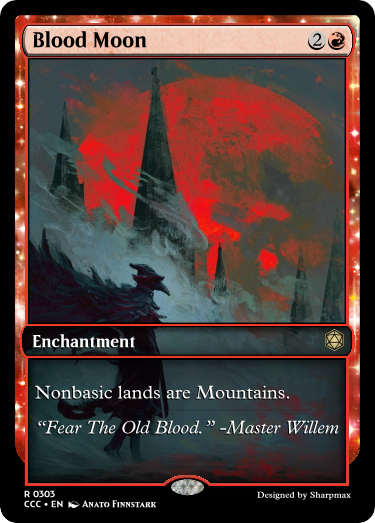 Blood Moon 2
Enchantment
Nonbasic lands are Mountains.
“Fear The Old Blood.” -Master Willem
R 0303
CCC • EN Anato Finnstark
Designed by Sharpmax